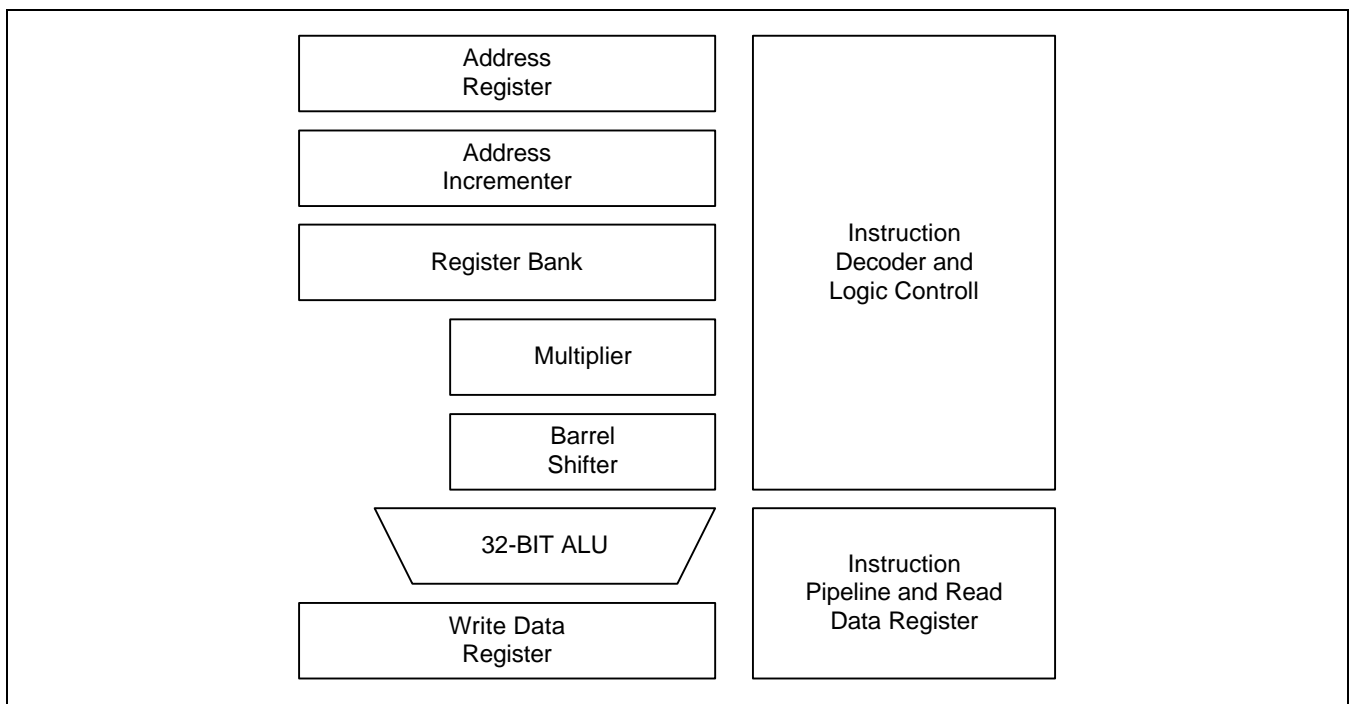 Address
Register
Address
Incrementer
Register Bank
Multiplier
Barrel
Shifter
32-BIT ALU
Write Data
Register
Instruction
Decoder and
Logic Controll
Instruction
Pipeline and Read
Data Register